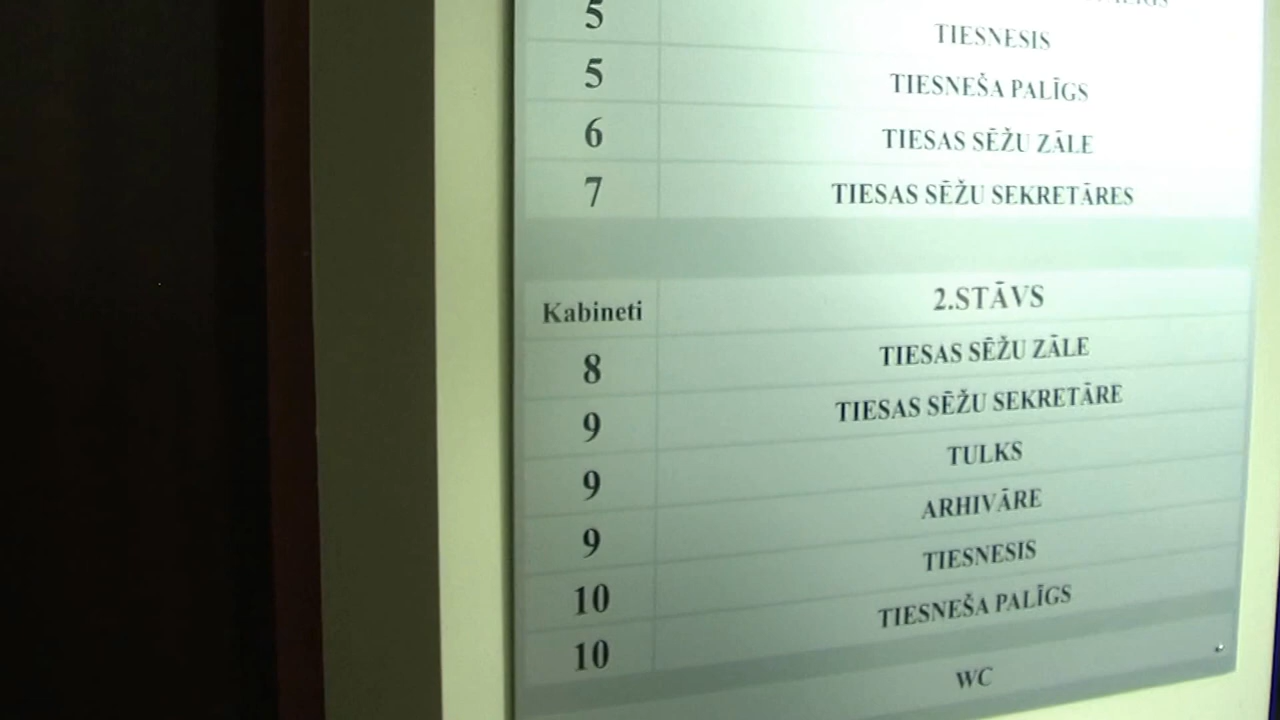 5 TIESNESIS
5 TIESNEŠA PALĪGS
6 TIESAS SĒŽU ZĀLE
7 TIESAS SĒŽU SEKRETĀRES
Kabineti 2.STĀVS
8 TIESAS SĒŽU ZĀLE
9 TIESAS SĒŽU SEKRETĀRE
9 TULKS
9 ARHIVĀRE
10 TIESNESIS
10 TIESNEŠA PALĪGS
WC